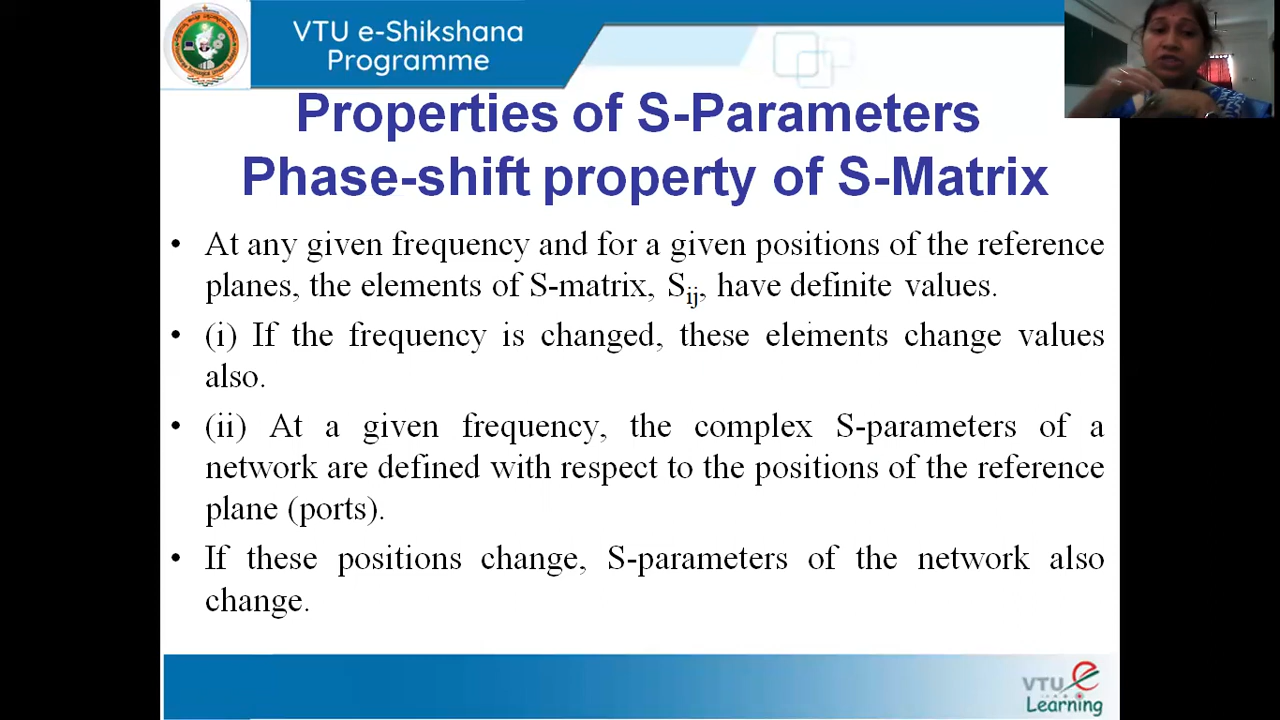 VTU e-Shikshana
Programme
Properties of S-Parameters
Phase-shift property of S-Matrix
• At any given frequency and for a given positions of the reference
planes, the elements of S-matrix, Sij, have definite values.
• (i) If the frequency is changed, these elements change values
also.
• (ii) At a given frequency, the complex S-parameters of a
network are defined with respect to the positions of the reference
plane (ports).
• If these positions change, S-parameters of the network also
change.
VTU e
Learning